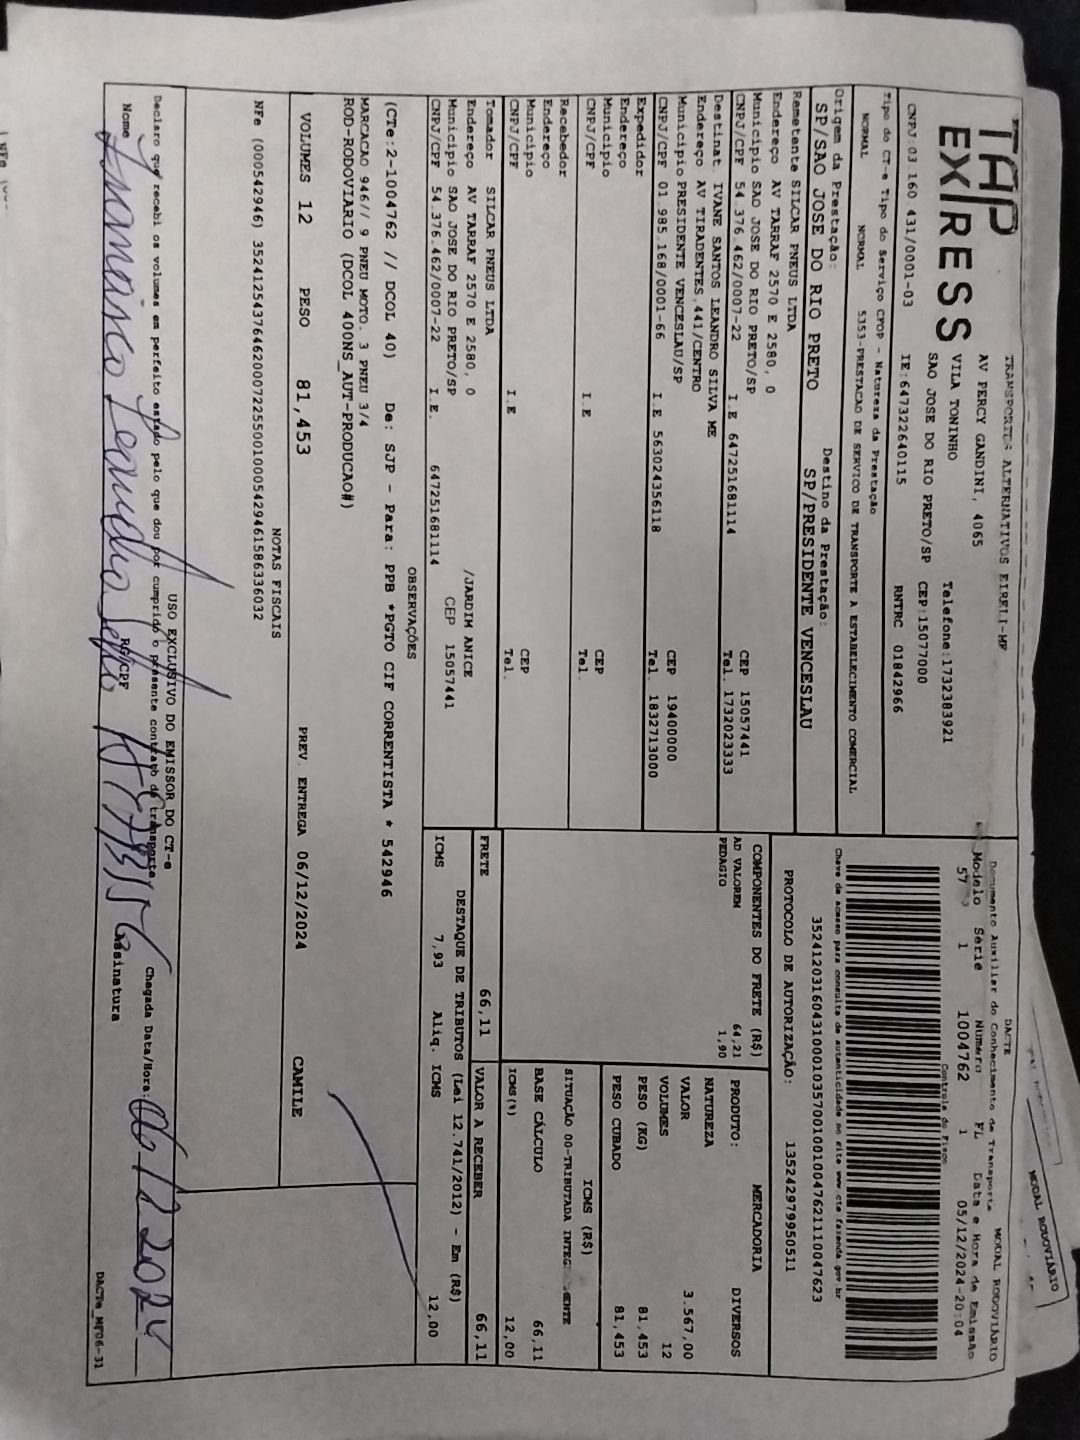 TAP
EXPRESS
TRANSPORTES ALTERNATIVOS EIRELI-MF
AV PERCY GANDINI, 4065
VILA TONINHO
SAO JOSE DO RIO PRETO/SP
CNPJ:03 160 431/0001-03
IE:647322640115
Telefone:1732383921
CEP:15077000
RNTRC 01842966
Tipo do CT-e Tipo do Serviço CFOP - Natureza da Prestação
NORMAL NORMAL 5353-PRESTACAO DE SERVICO DE TRANSPORTE A ESTABELECIMENTO COMERCIAL
Origem da Prestação: Destino da Prestação:
SP/SAO JOSE DO RIO PRETO SP/PRESIDENTE VENCESLAU
Remetente SILCAR PNEUS LTDA
Endereço AV TARRAF 2570 E 2580, 0
Municipio SAO JOSE DO RIO PRETO/SP CEP 15057441
CNPJ/CPF 54.376.462/0007-22 I.E 647251681114 Tel. 1732023333
Destinat. IVANE SANTOS LEANDRO SILVA ME
Endereço AV TIRADENTES,441/CENTRO
Municipio PRESIDENTE VENCESLAU/SP CEP 19400000
CNPJ/CPF 01.985.168/0001-66 I.E 563024356118 Tel. 1832713000
Expedidor
Endereço
Municipio CEP
CNPJ/CPF I.E Tel.
Recebedor
Endereço
Municipio CEP
CNPJ/CPF I.E Tel.
Tomador SILCAR PNEUS LTDA
Endereço AV TARRAF 2570 E 2580, 0 /JARDIM ANICE
Municipio SAO JOSE DO RIO PRETO/SP CEP 15057441
CNPJ/CPF 54.376.462/0007-22 I.E. 647251681114
DACTE MODAL RODOVIÁRIO
Documento Auxiliar do Conhecimento de Transporte
Modelo Série Número FL Data e Hora de Emissão
57 1 1004762 1 05/12/2024-20:04
Controle do Fisco
Chave de acesso para consulta de autenticidade no site www.cte.fazenda.gov.br
35241203160431000103570010010047621110047623
PROTOCOLO DE AUTORIZAÇÃO: 135242979950511
COMPONENTES DO FRETE (R$)
AD VALOREM 64,21
PEDAGIO 1,90
MERCADORIA
PRODUTO: DIVERSOS
NATUREZA
VALOR 3.567,00
VOLUMES 12
PESO (KG) 81,453
PESO CUBADO 81,453
ICMS (R$)
SITUAÇÃO 00-TRIBUTADA
BASE CÁLCULO 66,11
ICMS(%) 12,00
FRETE 66,11 VALOR A RECEBER 66,11
DESTAQUE DE TRIBUTOS (Lei 12.741/2012) - Em (R$)
ICMS 7,93 Aliq. ICMS 12,00
OBSERVAÇÕES
(CTe:2-1004762 // DCOL 40) De: SJP - Para: PPB *PGTO CIF CORRENTISTA * 542946
MARCACAO 946// 9 PNEU MOTO. 3 PNEU 3/4
ROD-RODOVIARIO (DCOL 400NS_AUT-PRODUCAO#)
VOLUMES 12 PESO 81,453 PREV. ENTREGA 06/12/2024 CAMILE
NOTAS FISCAIS
NFe (000542946) 35241254376462000722550010005429461586336032
USO EXCLUSIVO DO EMISSOR DO CT-e
Declaro que recebi os volumes em perfeito estado pelo que dou por cumprido o presente contrato de transporte
Nome RG/CPF Assinatura Chegada Data/Hora: 06/12/2024
DACTe_MF06-31
MODAL RODOVIÁRIO